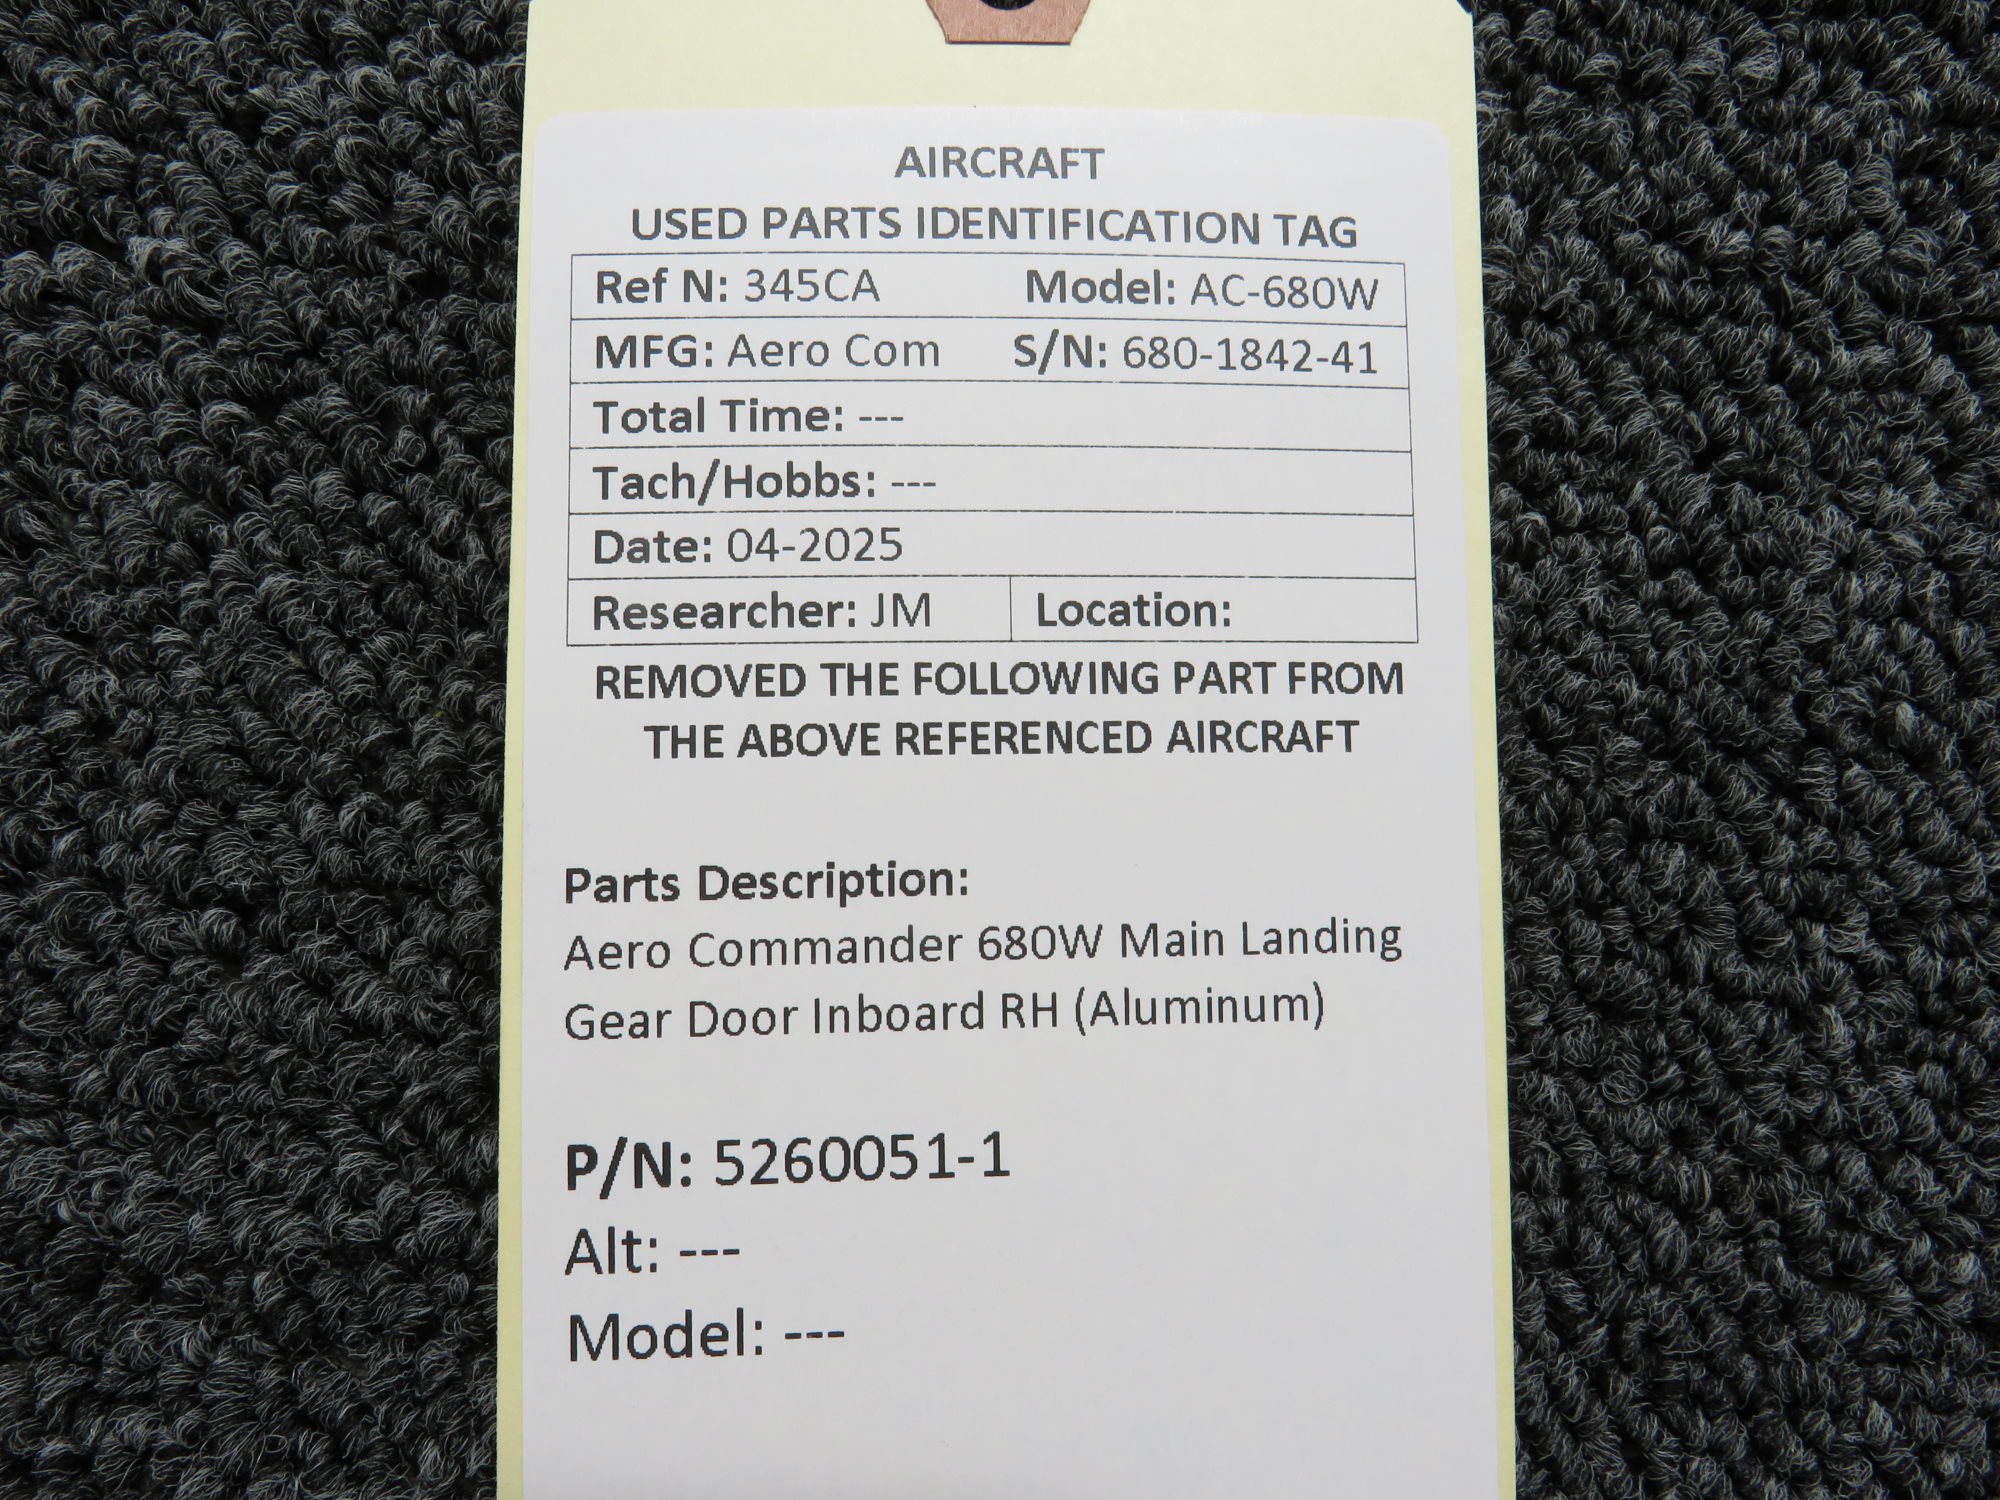 AIRCRAFT
USED PARTS IDENTIFICATION TAG
Ref N: 345CA Model: AC-680W
MFG: Aero Com S/N: 680-1842-41
Total Time: ---
Tach/Hobbs: ---
Date: 04-2025
Researcher: JM Location:
REMOVED THE FOLLOWING PART FROM
THE ABOVE REFERENCED AIRCRAFT
Parts Description:
Aero Commander 680W Main Landing
Gear Door Inboard RH (Aluminum)
P/N: 5260051-1
Alt: ---
Model: ---